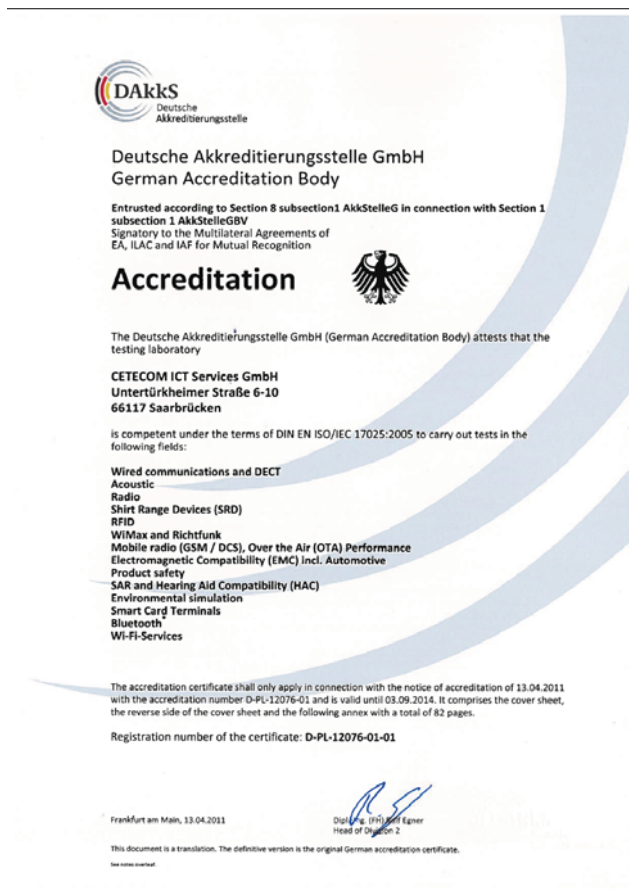 DAkkS
Deutsche
Akkreditierungsstelle
Deutsche Akkreditierungsstelle GmbH
German Accreditation Body
Entrusted according to Section 8 subsection1 AkkStelleG in connection with Section 1
subsection 1 AkkStelleGBV
Signatory to the Multilateral Agreements of
EA, ILAC and IAF for Mutual Recognition
Accreditation
The Deutsche Akkreditierungsstelle GmbH (German Accreditation Body) attests that the
testing laboratory
CETECOM ICT Services GmbH
Untertürkheimer Straße 6-10
66117 Saarbrücken
is competent under the terms of DIN EN ISO/IEC 17025:2005 to carry out tests in the
following fields:
Wired communications and DECT
Acoustic
Radio
Shirt Range Devices (SRD)
RFID
WiMax and Richtfunk
Mobile radio (GSM / DCS), Over the Air (OTA) Performance
Electromagnetic Compatibility (EMC) incl. Automotive
Product safety
SAR and Hearing Aid Compatibility (HAC)
Environmental simulation
Smart Card Terminals
Bluetooth
Wi-Fi-Services
The accreditation certificate shall only apply in connection with the notice of accreditation of 13.04.2011
with the accreditation number D-PL-12076-01 and is valid until 03.09.2014. It comprises the cover sheet,
the reverse side of the cover sheet and the following annex with a total of 82 pages.
Registration number of the certificate: D-PL-12076-01-01
Frankfurt am Main, 13.04.2011
(FH) Egner
Head of Division 2
This document is a translation. The definitive version is the original German accreditation certificate.
See notes overleaf.